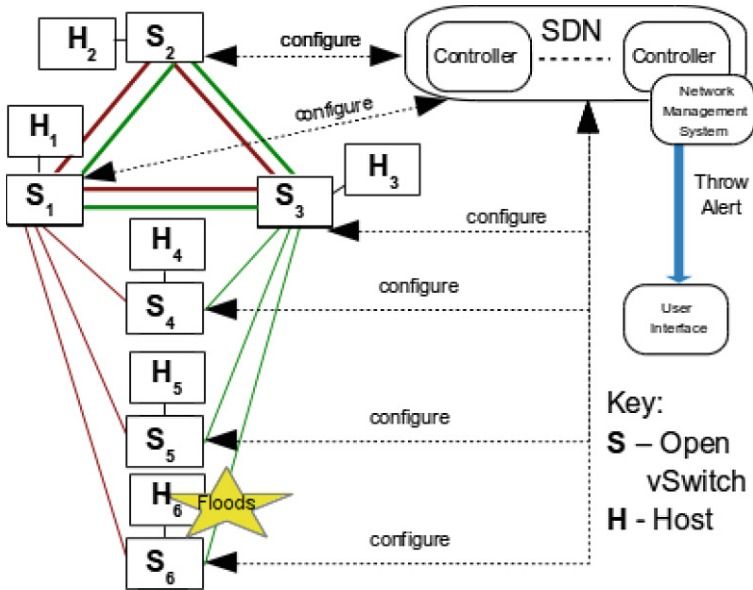 H2
S2
configure
Controller
SDN
Controller
Network
Management
System
configure
H1
S1
S3
H3
Throw
Alert
configure
H4
S4
configure
User
Interface
H5
S5
configure
H6
Floods
S6
configure
Key:
S – Open
vSwitch
H - Host